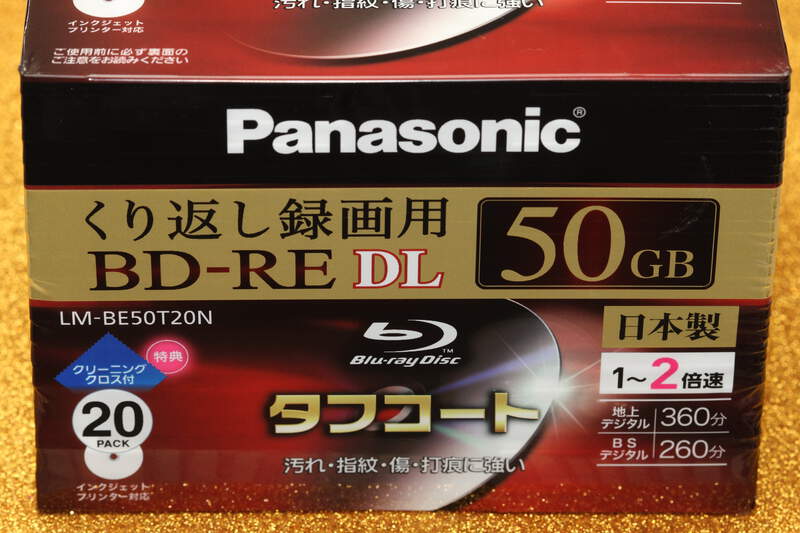 汚れ・指紋・傷・打痕に強い
インクジェット
プリンター対応
ご使用前に必ず裏面の
ご注意をお読みください
Panasonic®
くり返し録画用
BD-RE DL
50GB
LM-BE50T20N
日本製
Blu-ray Disc™
特典
クリーニング
クロス付
1〜2倍速
20
PACK
タフコート
地上
デジタル
360分
BS
デジタル
260分
汚れ・指紋・傷・打痕に強い
インクジェット
プリンター対応